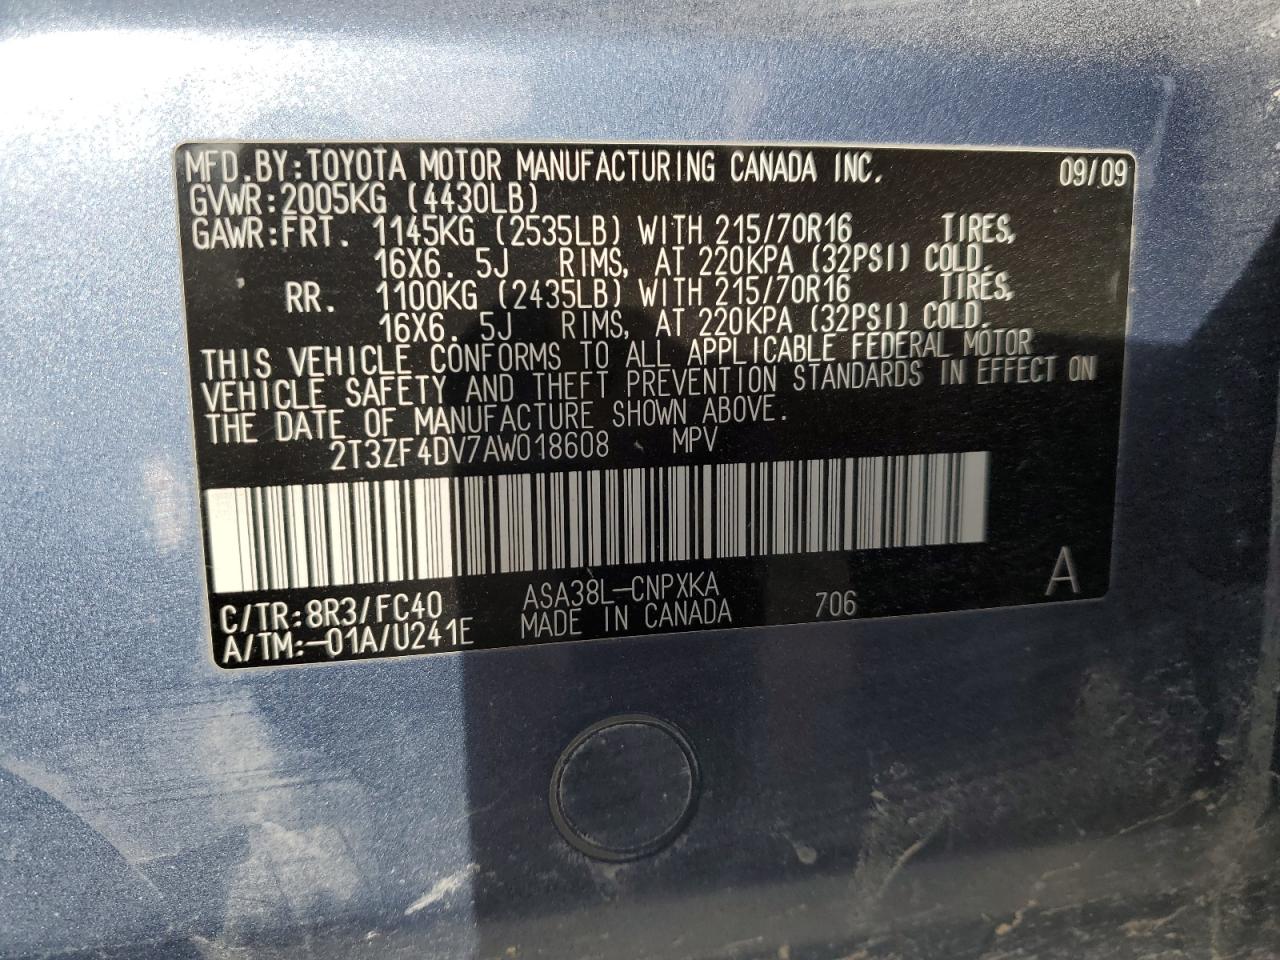 MFD.BY:TOYOTA MOTOR MANUFACTURING CANADA INC. 09/09
GVWR:2005KG (4430LB)
GAWR:FRT. 1145KG (2535LB) WITH 215/70R16 TIRES,
16X6.5J RIMS, AT 220KPA (32PSI) COLD.
RR. 1100KG (2435LB) WITH 215/70R16 TIRES,
16X6.5J RIMS, AT 220KPA (32PSI) COLD.
THIS VEHICLE CONFORMS TO ALL APPLICABLE FEDERAL MOTOR
VEHICLE SAFETY AND THEFT PREVENTION STANDARDS IN EFFECT ON
THE DATE OF MANUFACTURE SHOWN ABOVE.
2T3ZF4DV7AW018608 MPV
C/TR:8R3/FC40 ASA38L-CNPXKA A
A/TM:-01A/U241E MADE IN CANADA 706